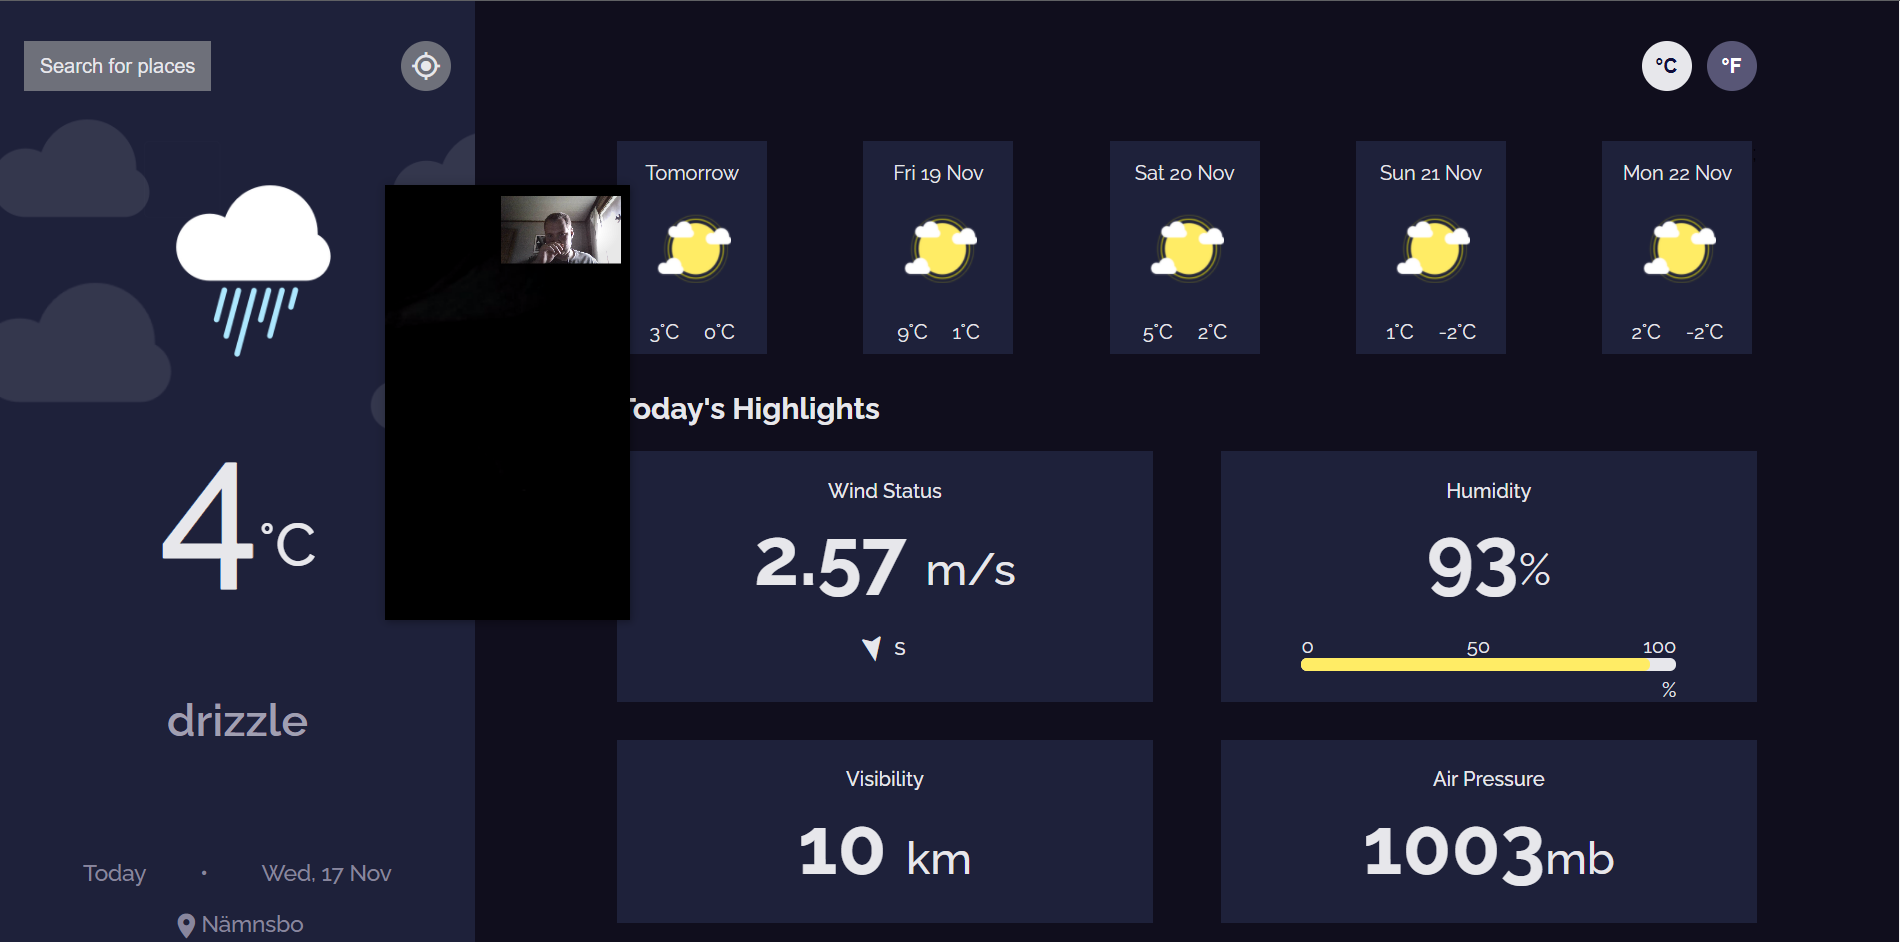 Search for places
4°C
drizzle
Today • Wed, 17 Nov
Nämnsbo
°C °F
Tomorrow
3°C 0°C
Fri 19 Nov
9°C 1°C
Sat 20 Nov
5°C 2°C
Sun 21 Nov
1°C -2°C
Mon 22 Nov
2°C -2°C
Today's Highlights
Wind Status
2.57 m/s
S
Humidity
93%
0 50 100
%
Visibility
10 km
Air Pressure
1003mb